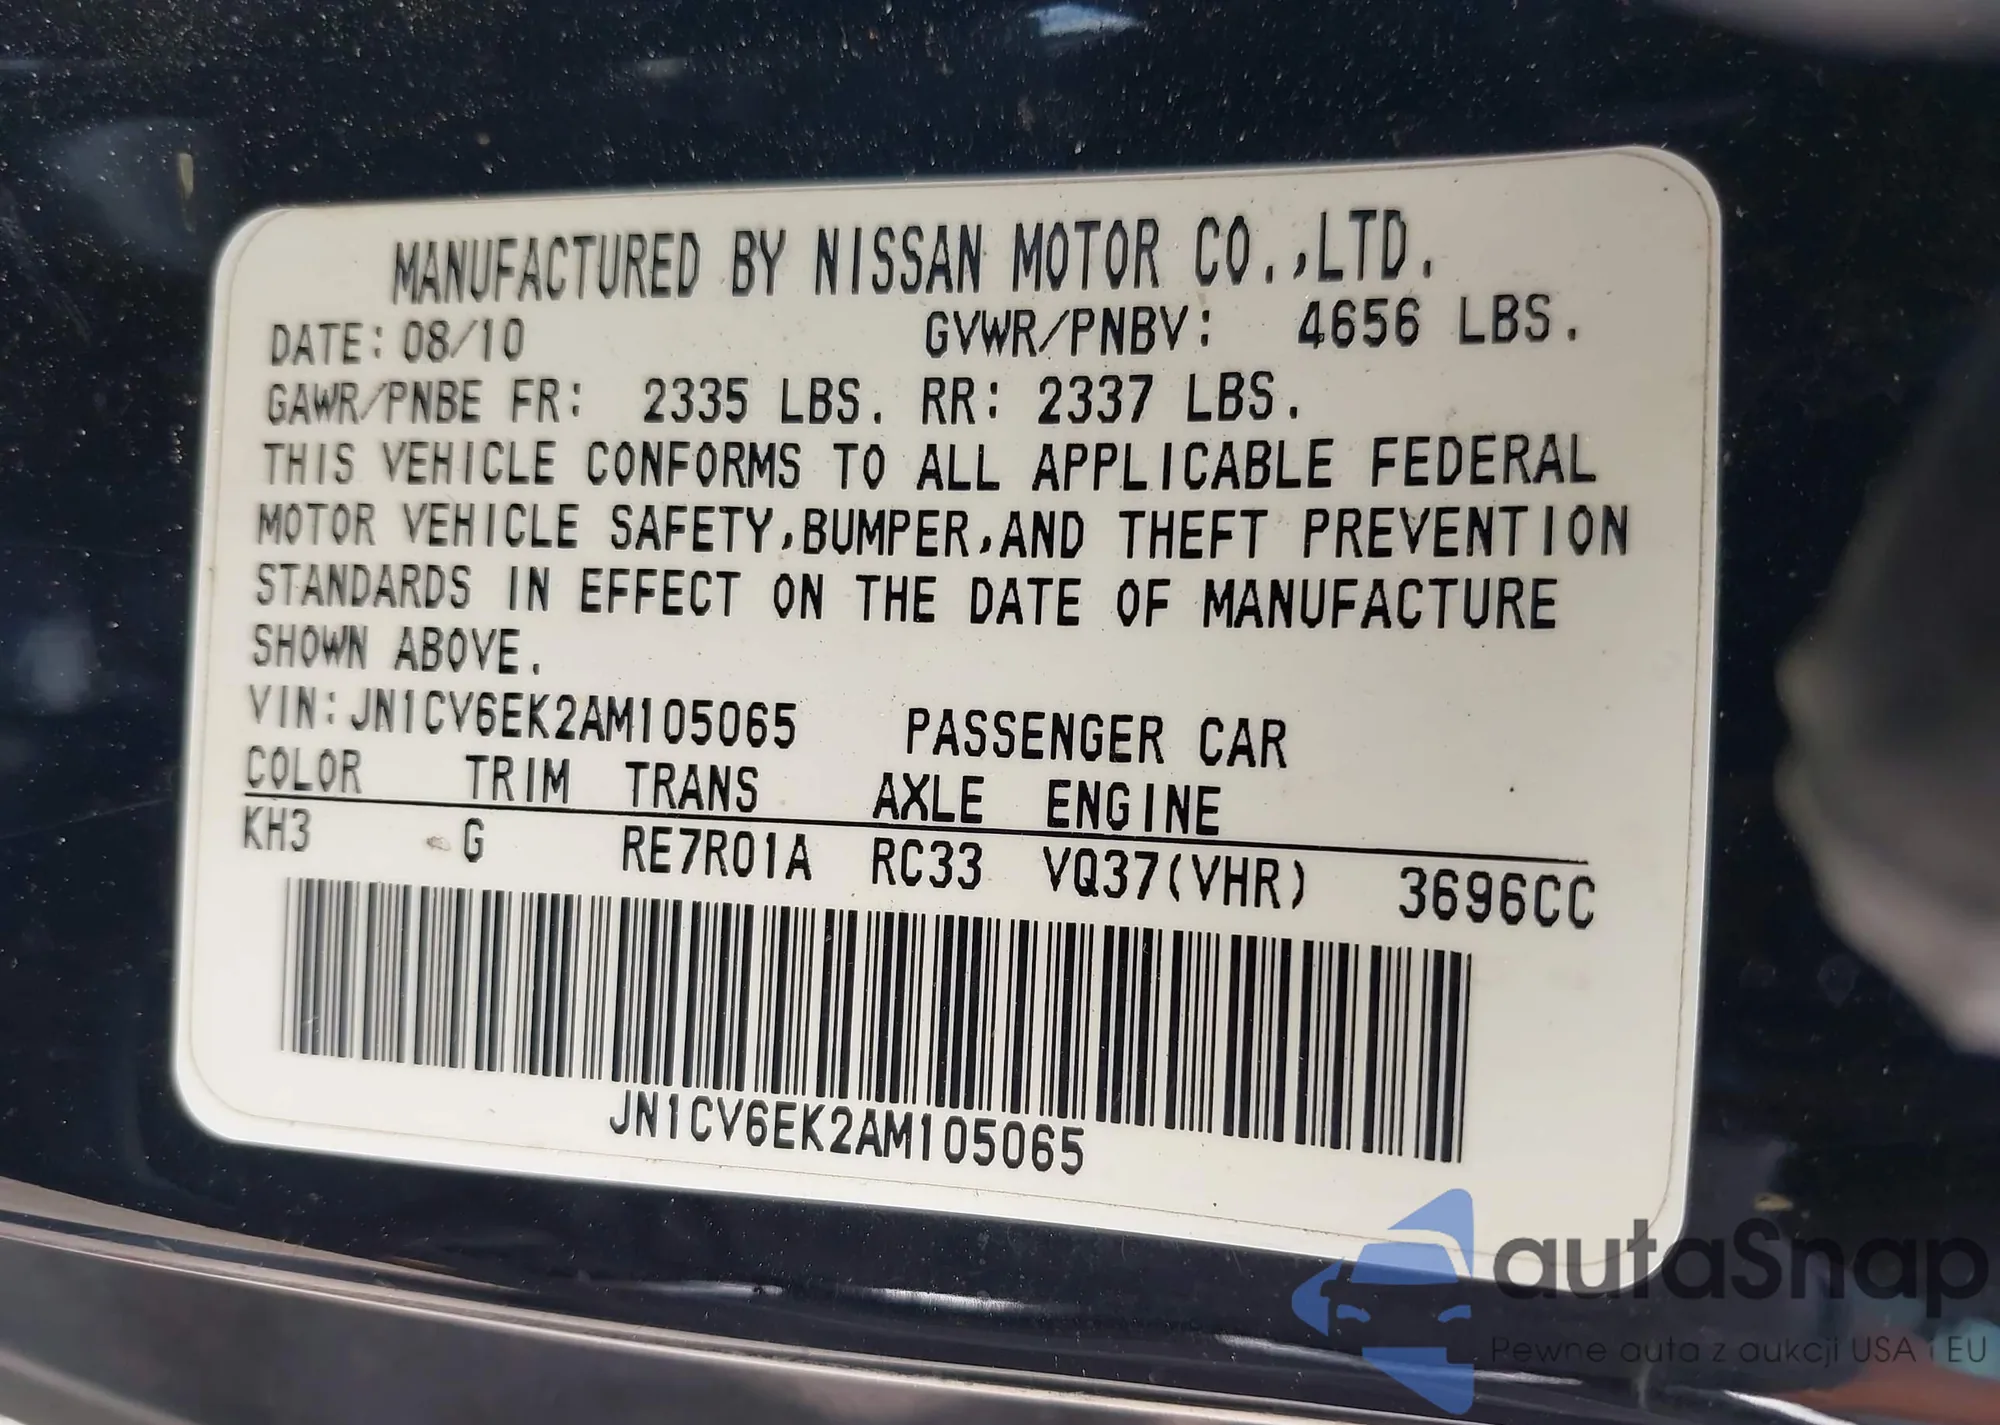 MANUFACTURED BY NISSAN MOTOR CO.,LTD.
DATE: 08/10 GVWR/PNBV: 4656 LBS.
GAWR/PNBE FR: 2335 LBS. RR: 2337 LBS.
THIS VEHICLE CONFORMS TO ALL APPLICABLE FEDERAL
MOTOR VEHICLE SAFETY,BUMPER,AND THEFT PREVENTION
STANDARDS IN EFFECT ON THE DATE OF MANUFACTURE
SHOWN ABOVE.
VIN:JN1CV6EK2AM105065 PASSENGER CAR
COLOR TRIM TRANS AXLE ENGINE
KH3 G RE7R01A RC33 VQ37(VHR) 3696CC
JN1CV6EK2AM105065
autaSnap
Pewne auta z aukcji USA i EU